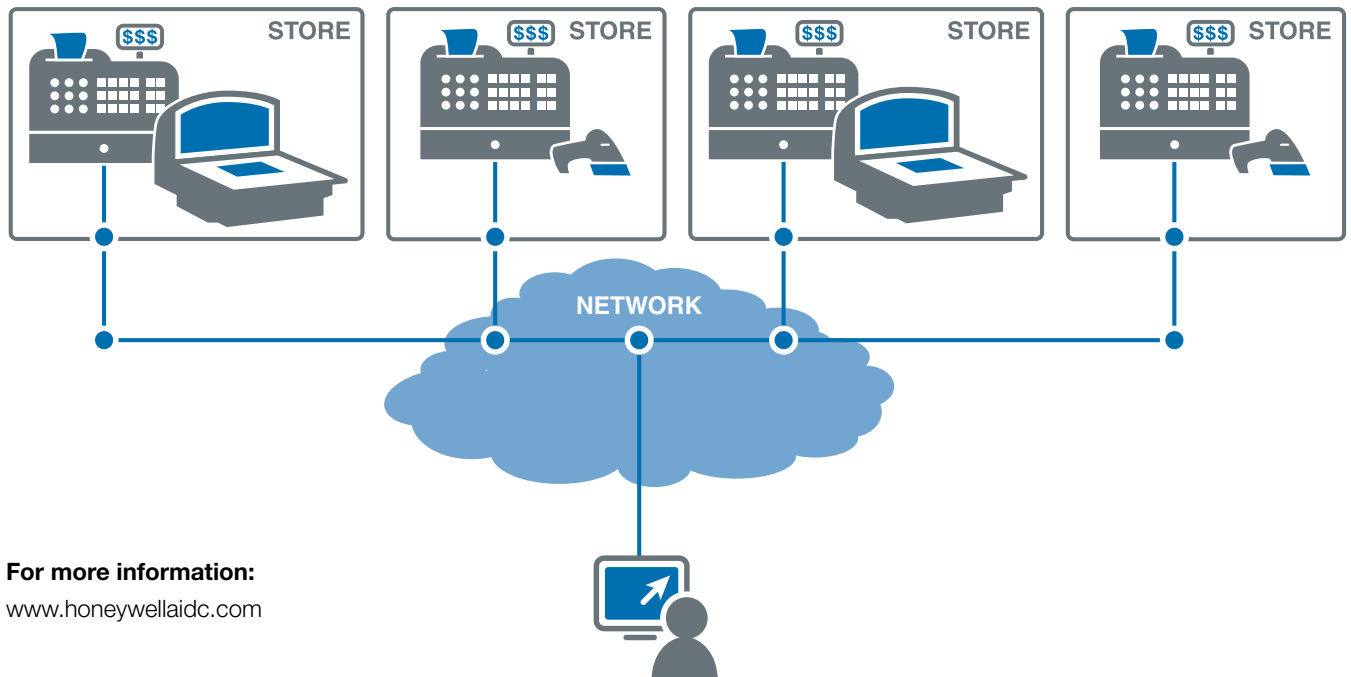 $$$ STORE
$$$ STORE
$$$ STORE
$$$ STORE
NETWORK
For more information:
www.honeywellaidc.com